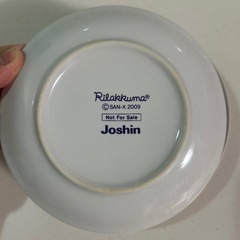 Rilakkuma®
©SAN-X 2009
Not For Sale
Joshin